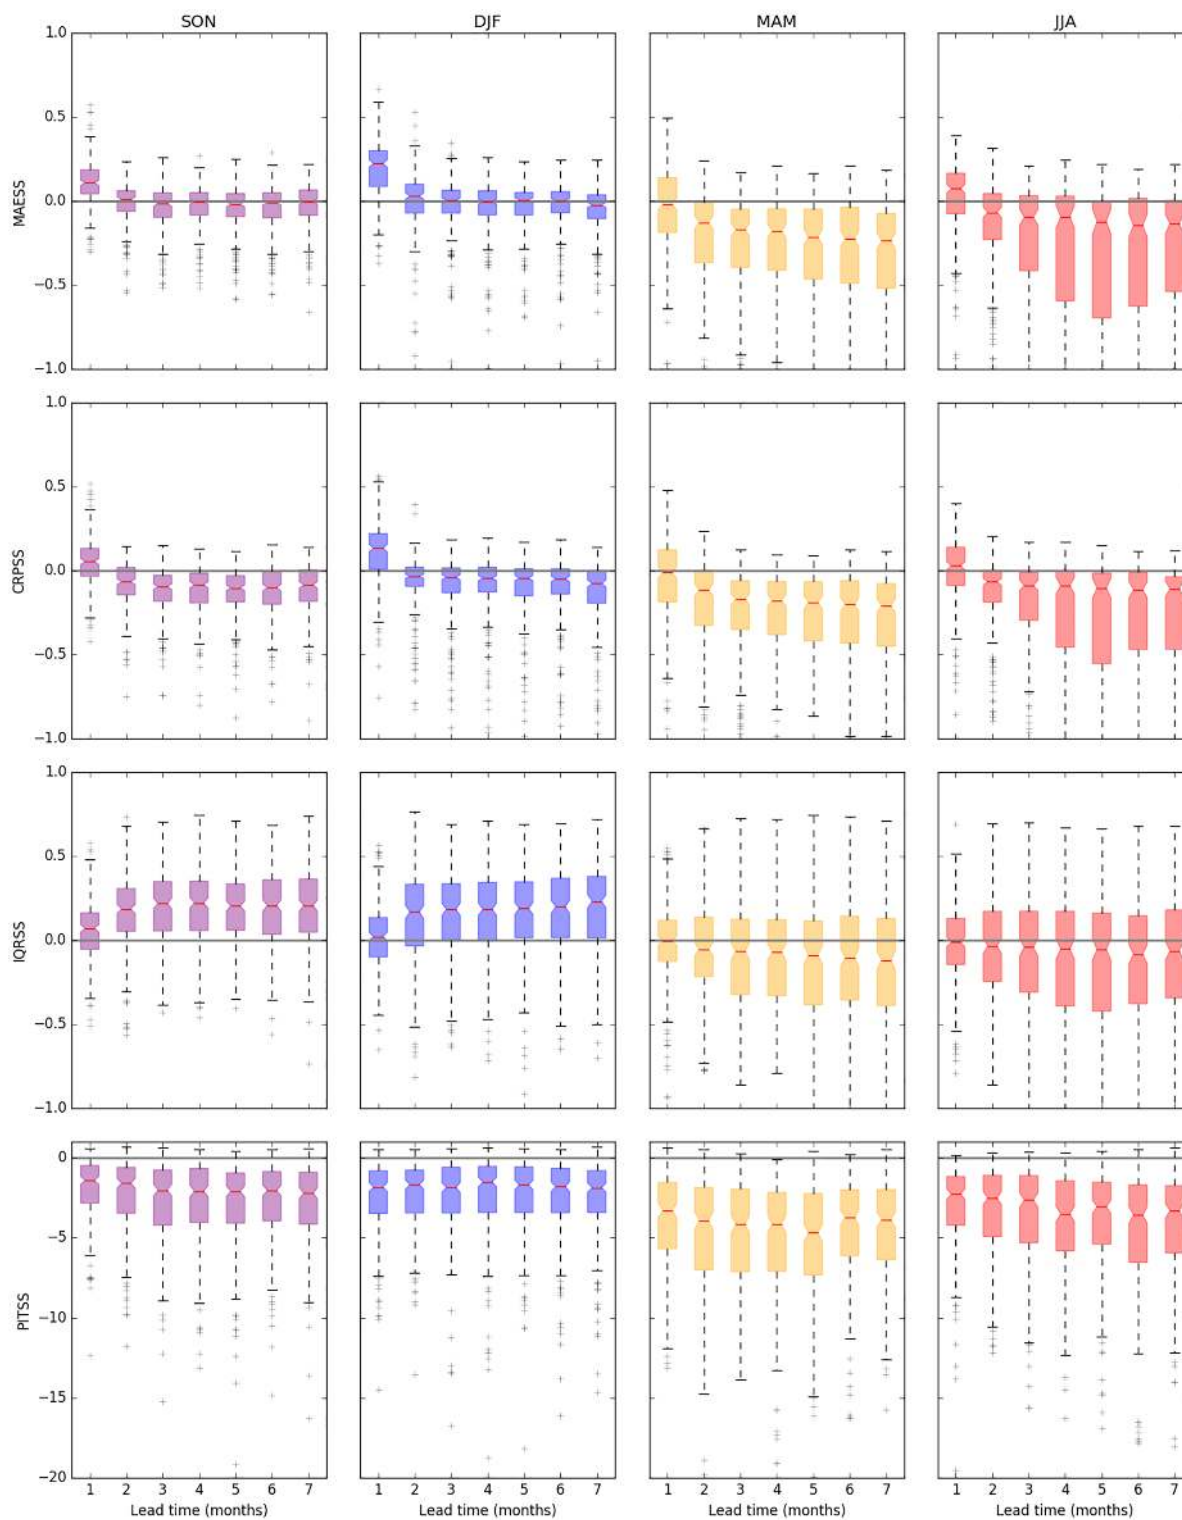 SON DJF MAM JJA
1.0
0.5
MAESS 0.0
−0.5
−1.0
1.0
0.5
CRPSS 0.0
−0.5
−1.0
1.0
0.5
IQRSS 0.0
−0.5
−1.0
0
−5
PITSS −10
−15
−20
1 2 3 4 5 6 7 1 2 3 4 5 6 7 1 2 3 4 5 6 7 1 2 3 4 5 6 7
Lead time (months) Lead time (months) Lead time (months) Lead time (months)